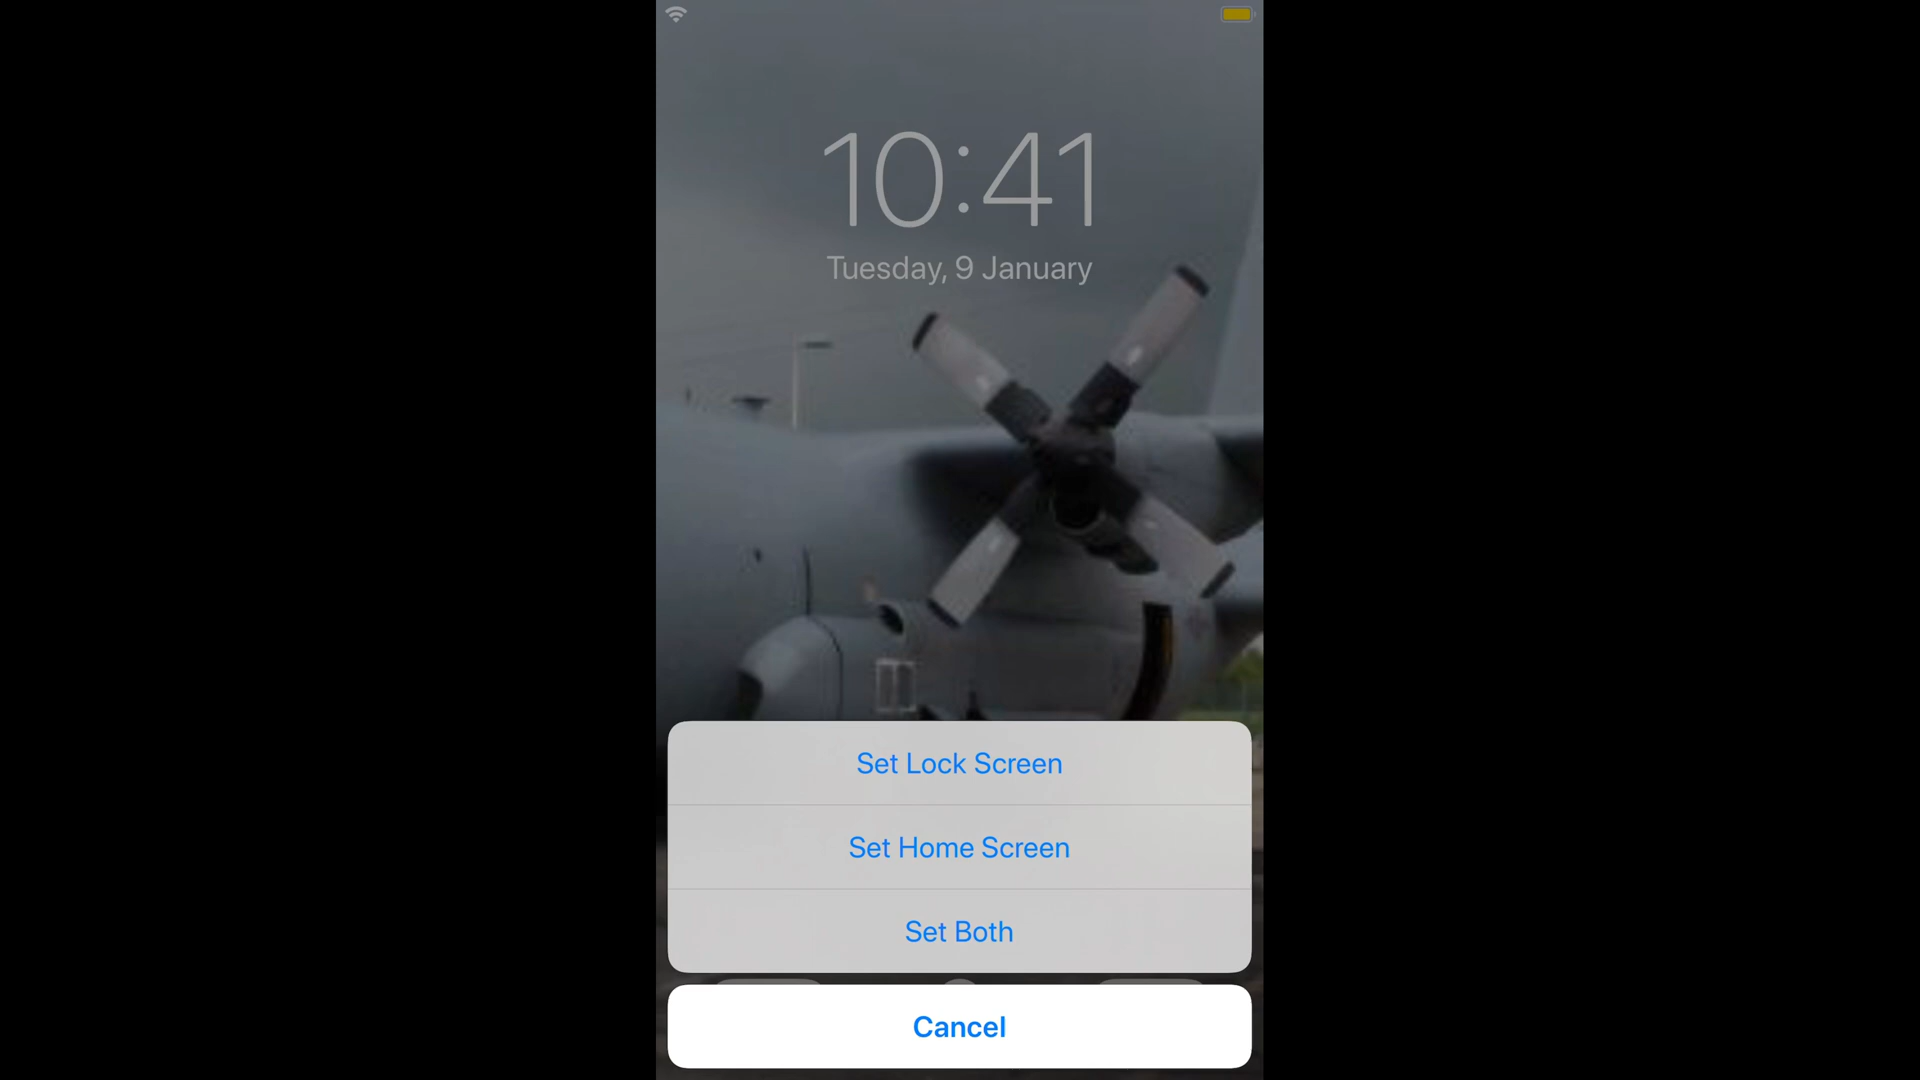 10:41
Tuesday, 9 January
Set Lock Screen
Set Home Screen
Set Both
Cancel